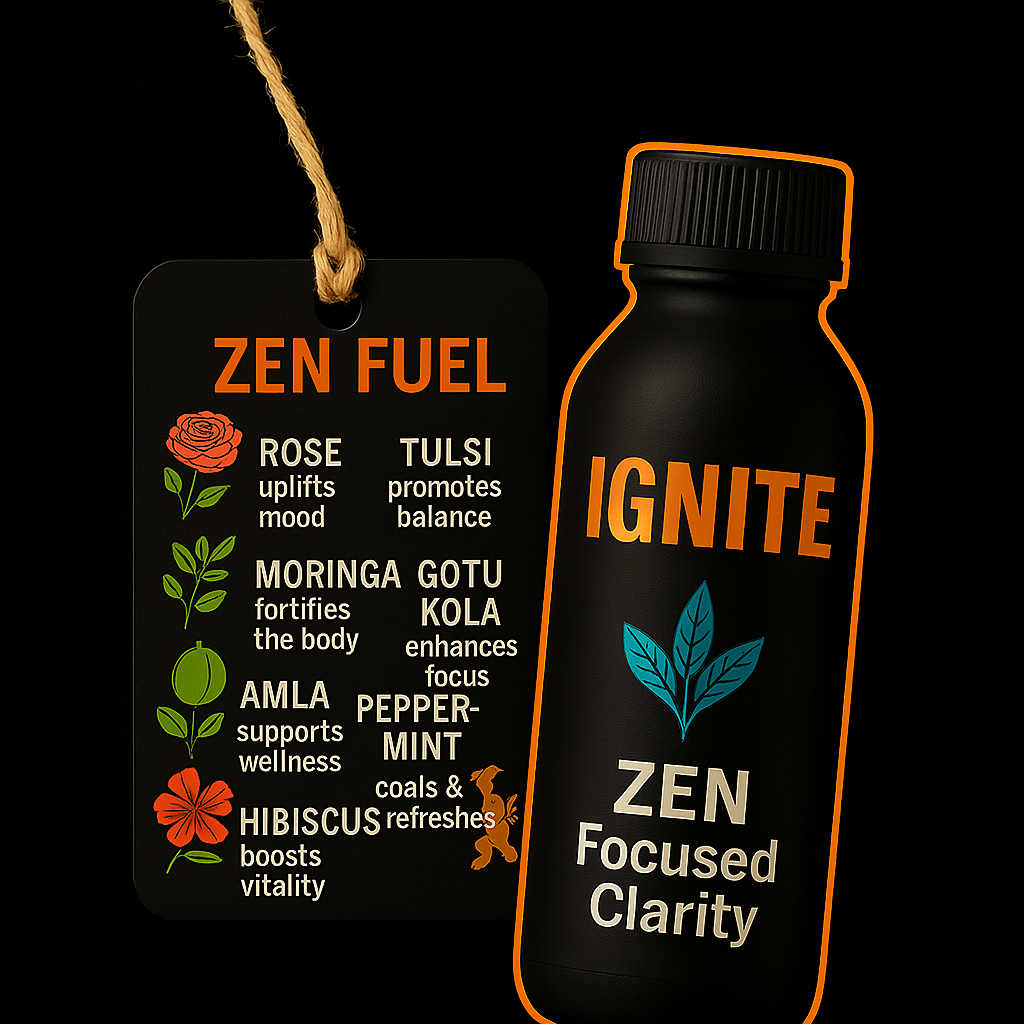 ZEN FUEL
ROSE
uplifts
mood
TULSI
promotes
balance
MORINGA
fortifies
the body
GOTU
KOLA
enhances
focus
AMLA
supports
wellness
PEPPER-
MINT
coals &
refreshes
HIBISCUS
boosts
vitality
IGNITE
ZEN
Focused
Clarity